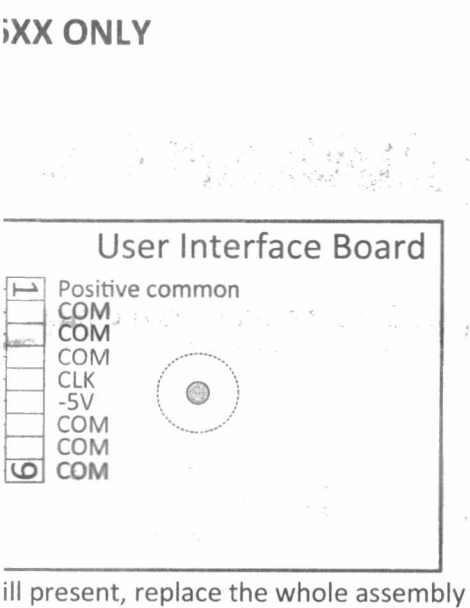 5XX ONLY
User Interface Board
1 Positive common
COM
COM
COM
CLK
-5V
COM
COM
9 COM
ill present, replace the whole assembly